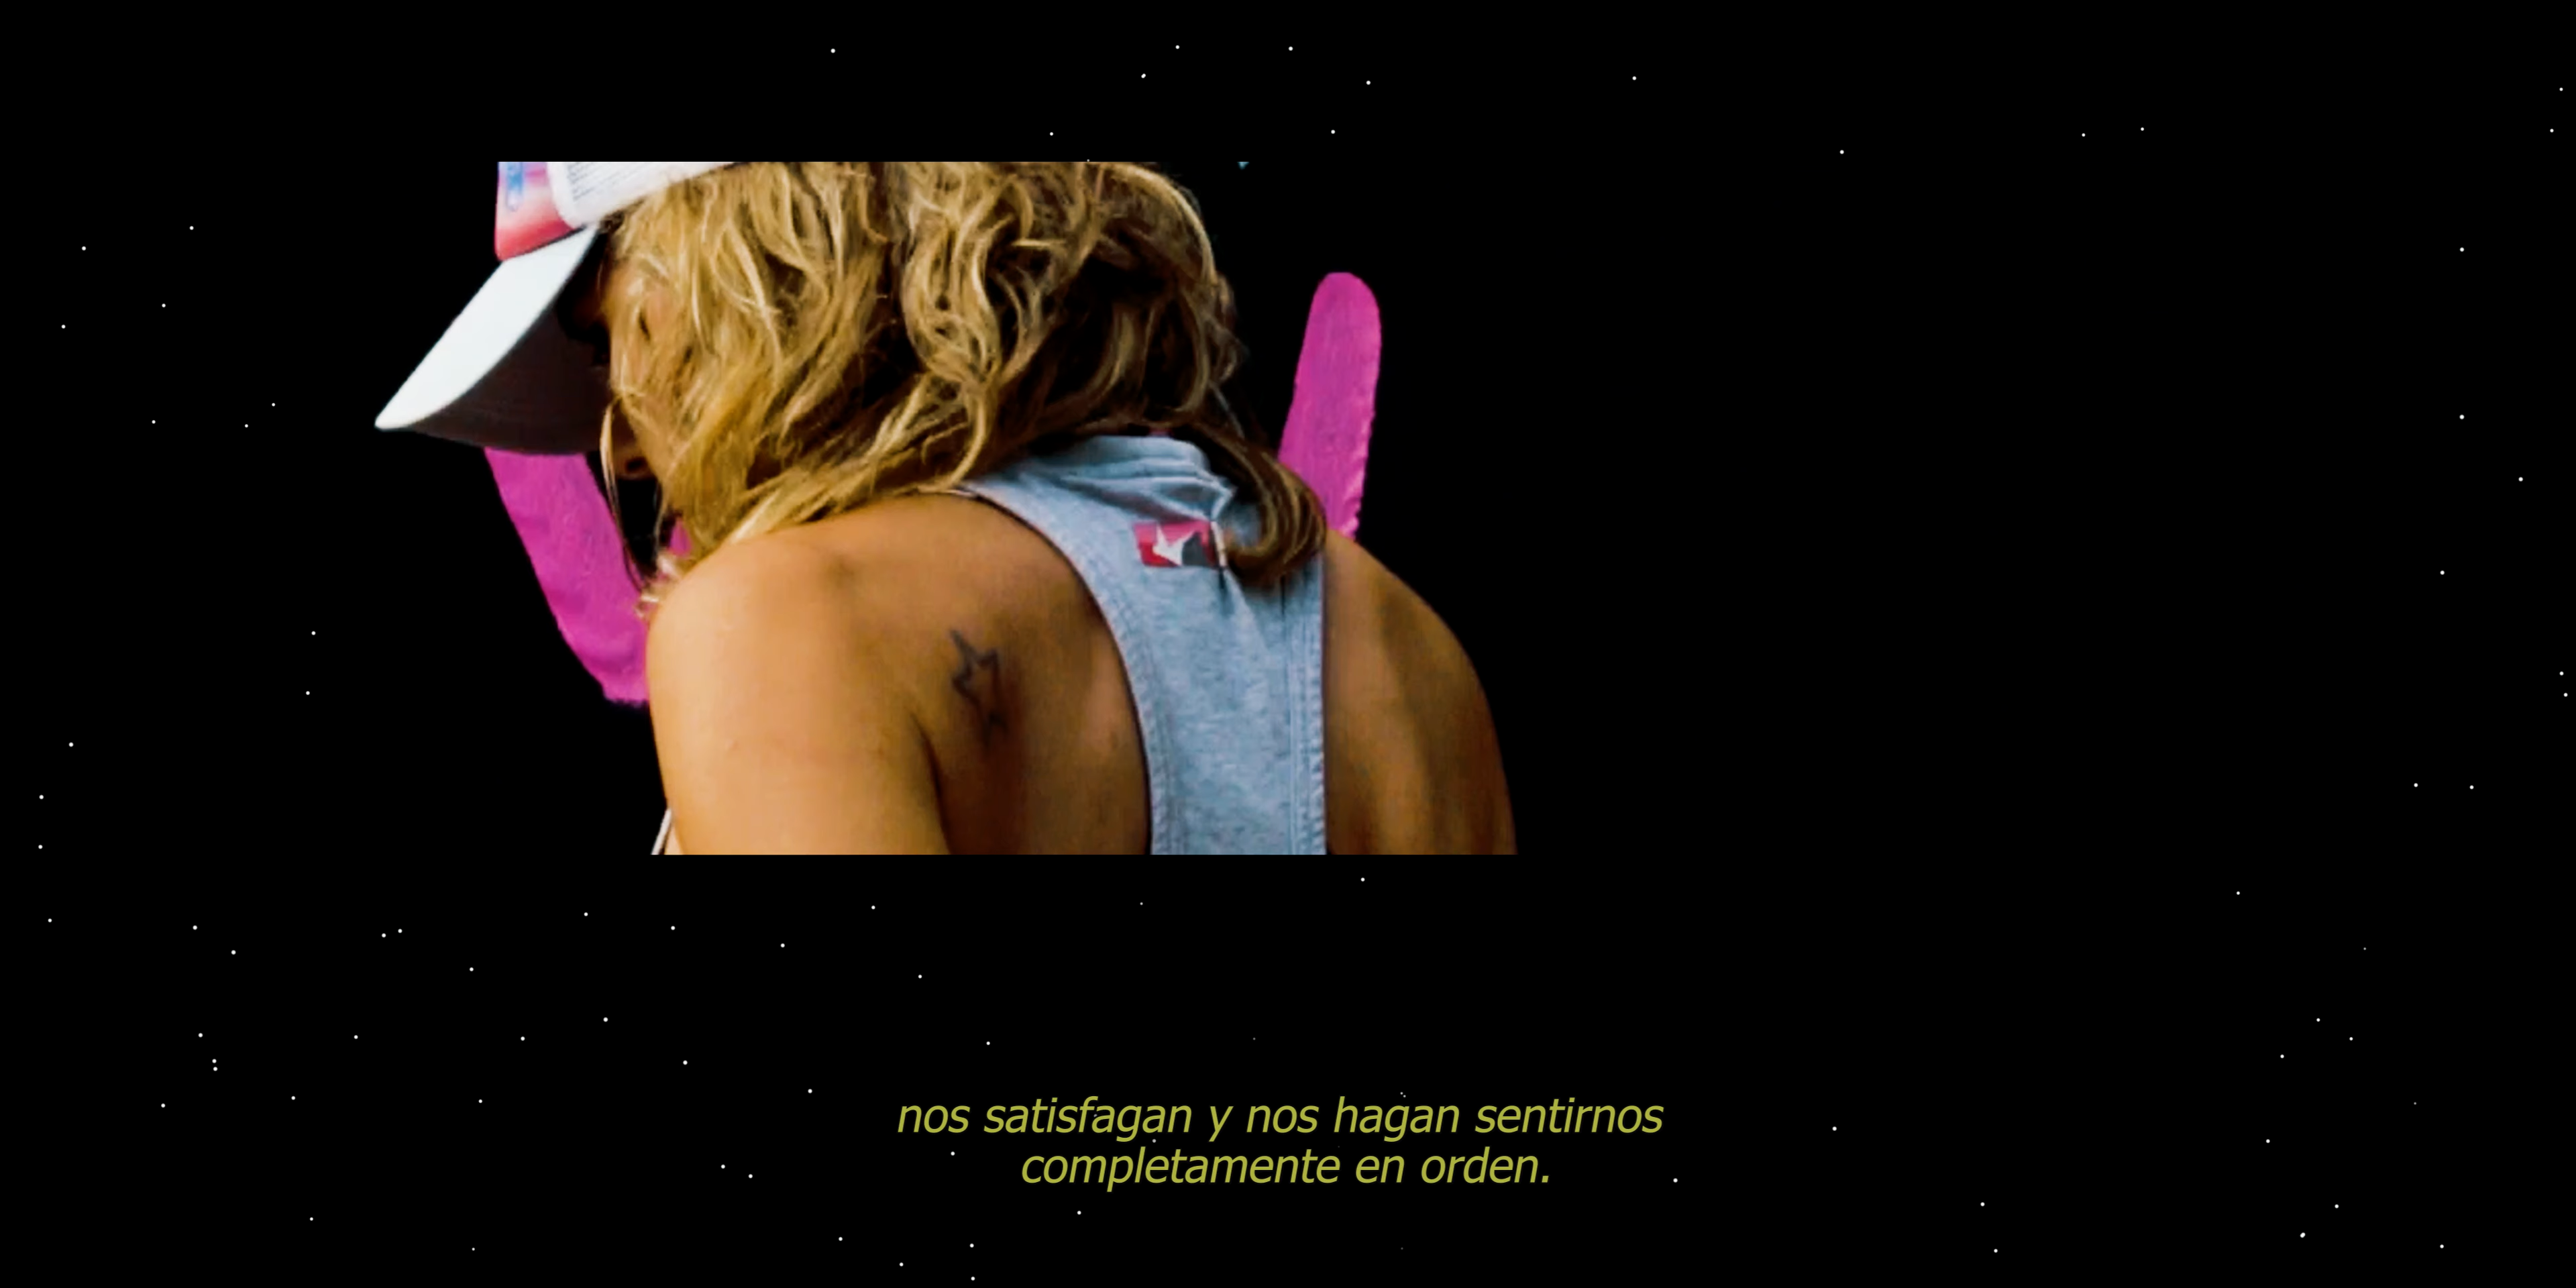 nos satisfagan y nos hagan sentirnos
completamente en orden.